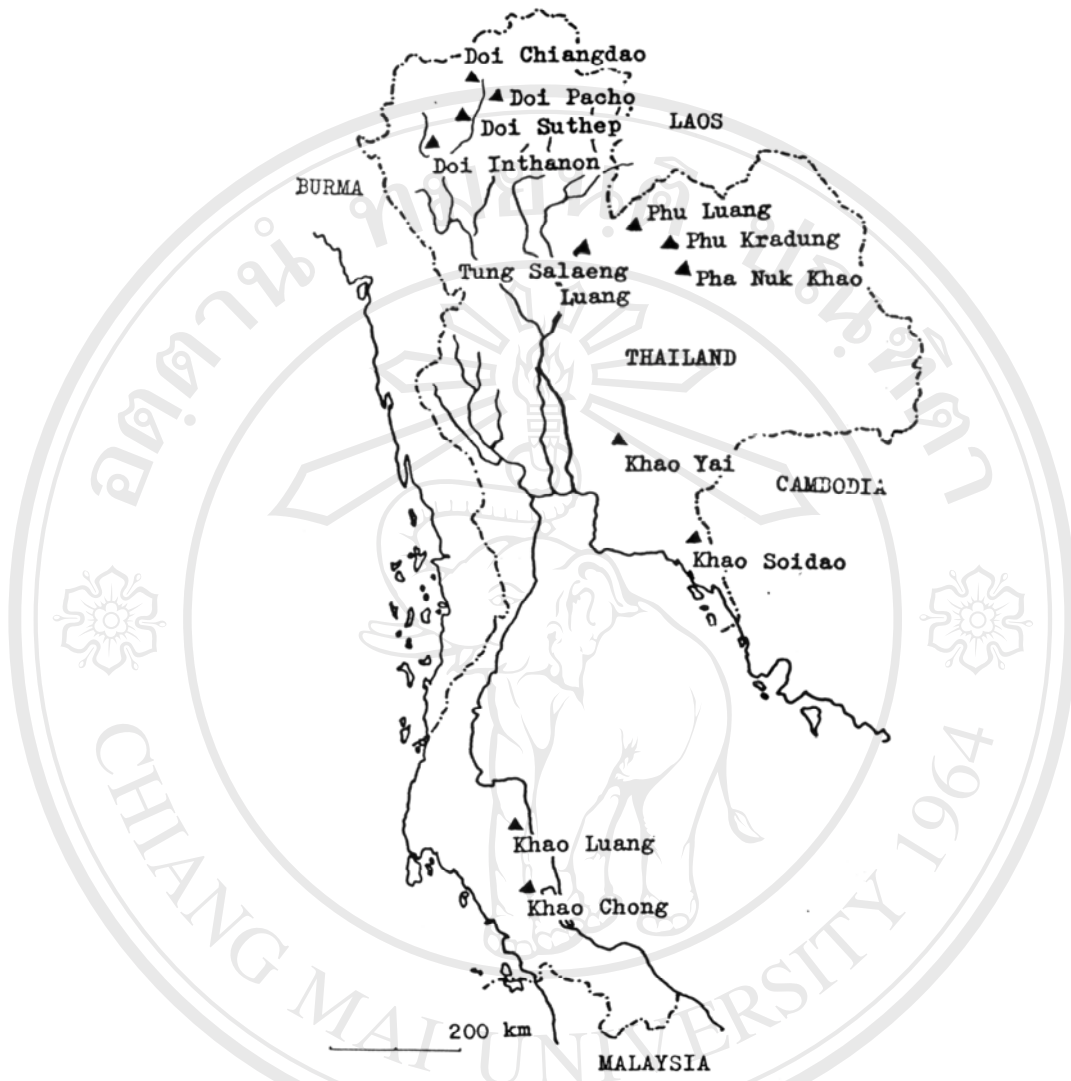 Doi Chiangdao
Doi Pacho
LAOS
Doi Suthep
Doi Inthanon
BURMA
Phu Luang
Phu Kradung
Tung Salaeng
Luang
Pha Nuk Khao
THAILAND
Khao Yai
CAMBODIA
Khao Soidao
Khao Luang
Khao Chong
200 km
MALAYSIA
CHIANG MAI UNIVERSITY 1964